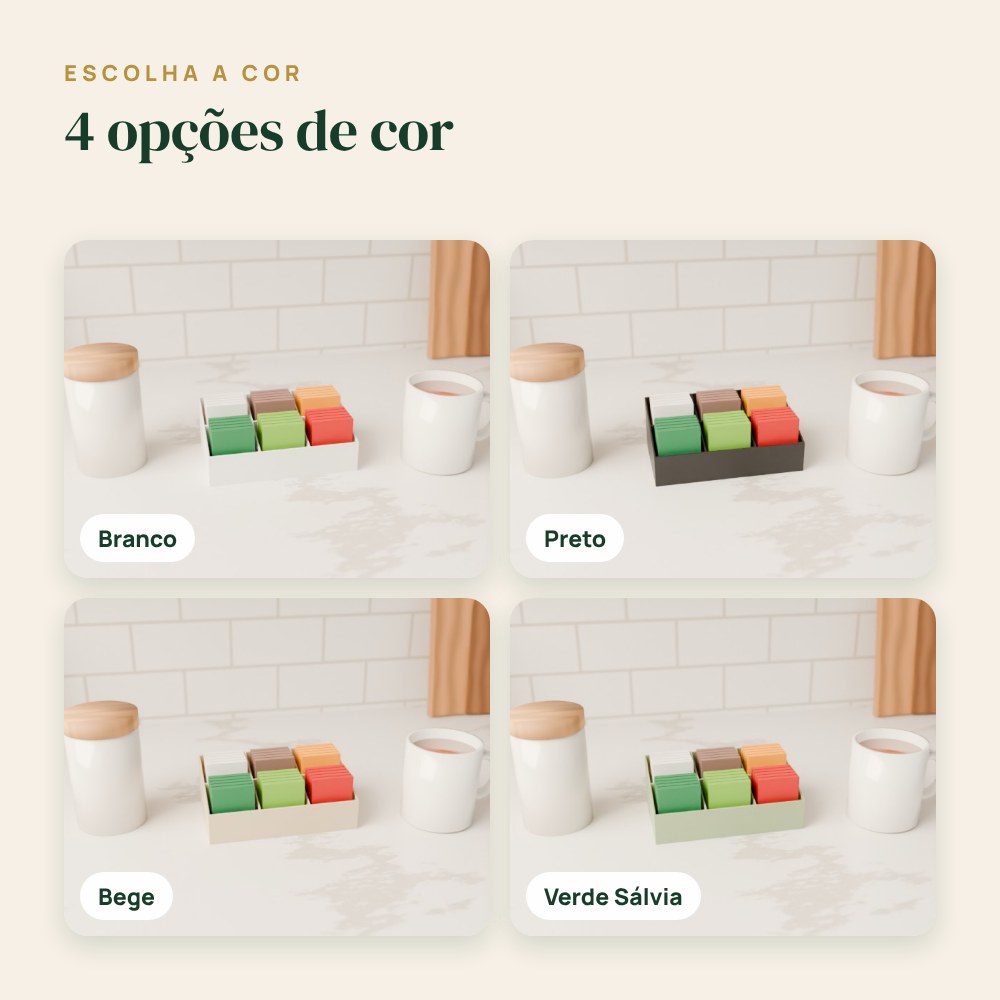 ESCOLHA A COR
4 opções de cor
Branco
Preto
Bege
Verde Sálvia